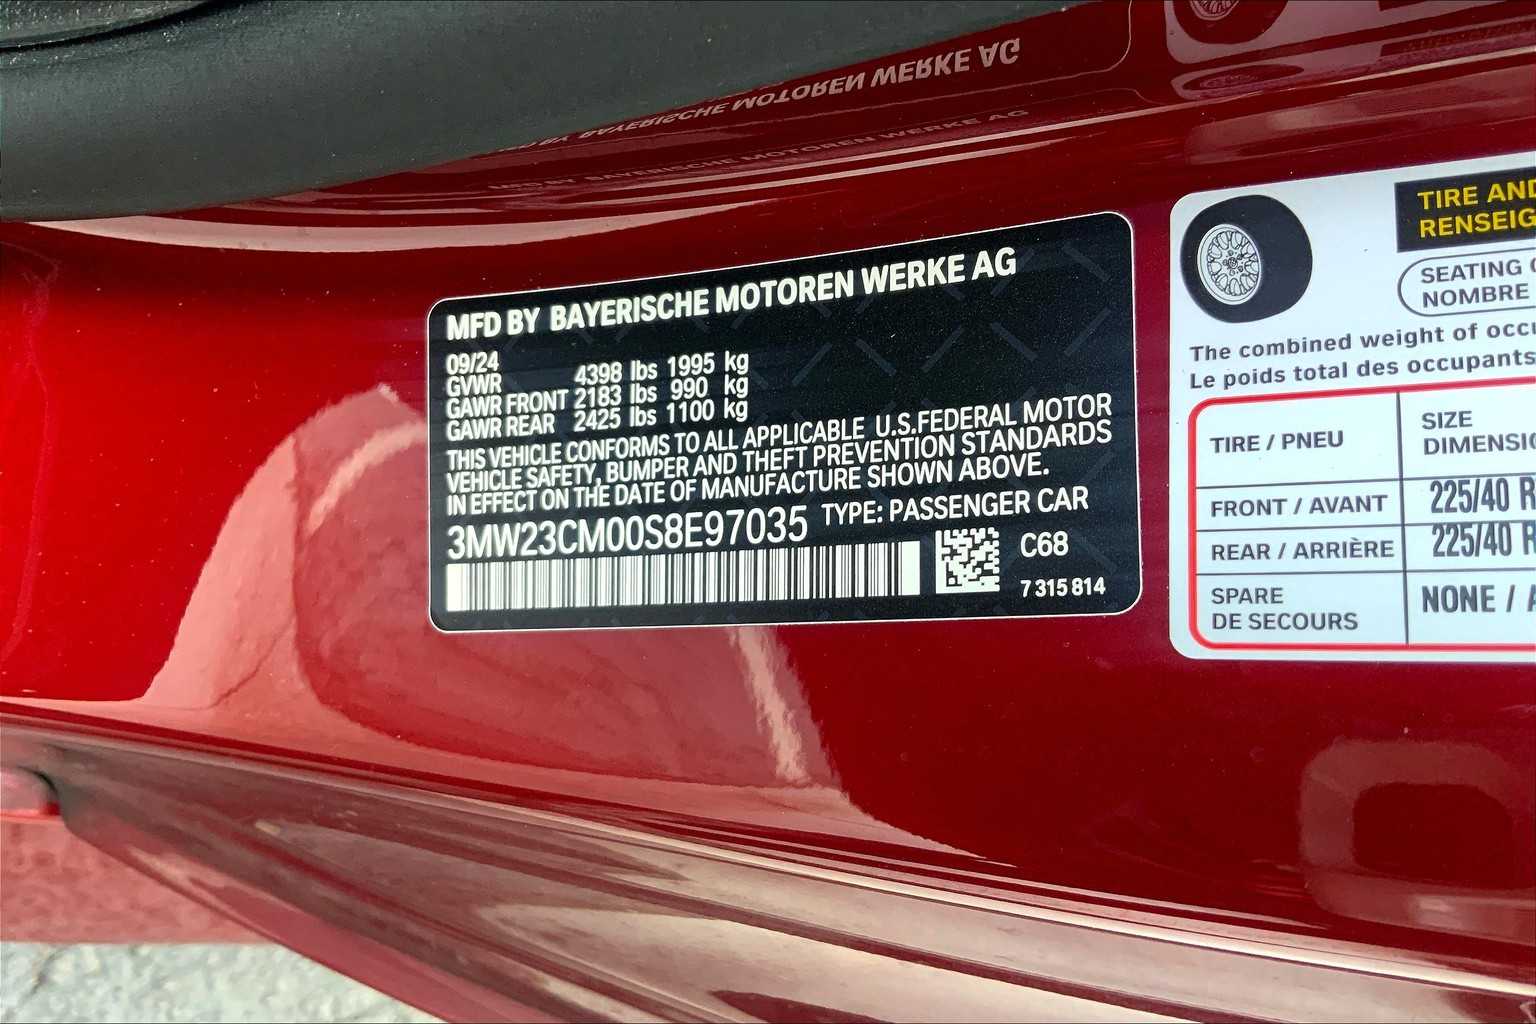 MFD BY BAYERISCHE MOTOREN WERKE AG
09/24
GVWR 4398 lbs 1995 kg
GAWR FRONT 2183 lbs 990 kg
GAWR REAR 2425 lbs 1100 kg
THIS VEHICLE CONFORMS TO ALL APPLICABLE U.S.FEDERAL MOTOR
VEHICLE SAFETY, BUMPER AND THEFT PREVENTION STANDARDS
IN EFFECT ON THE DATE OF MANUFACTURE SHOWN ABOVE.
3MW23CM00S8E97035 TYPE: PASSENGER CAR
C68
7 315 814
TIRE AND
RENSEIG
SEATING
NOMBRE
The combined weight of occu
Le poids total des occupants
TIRE / PNEU
SIZE
DIMENSIO
FRONT / AVANT 225/40 R
REAR / ARRIÈRE 225/40 R
SPARE
DE SECOURS
NONE /